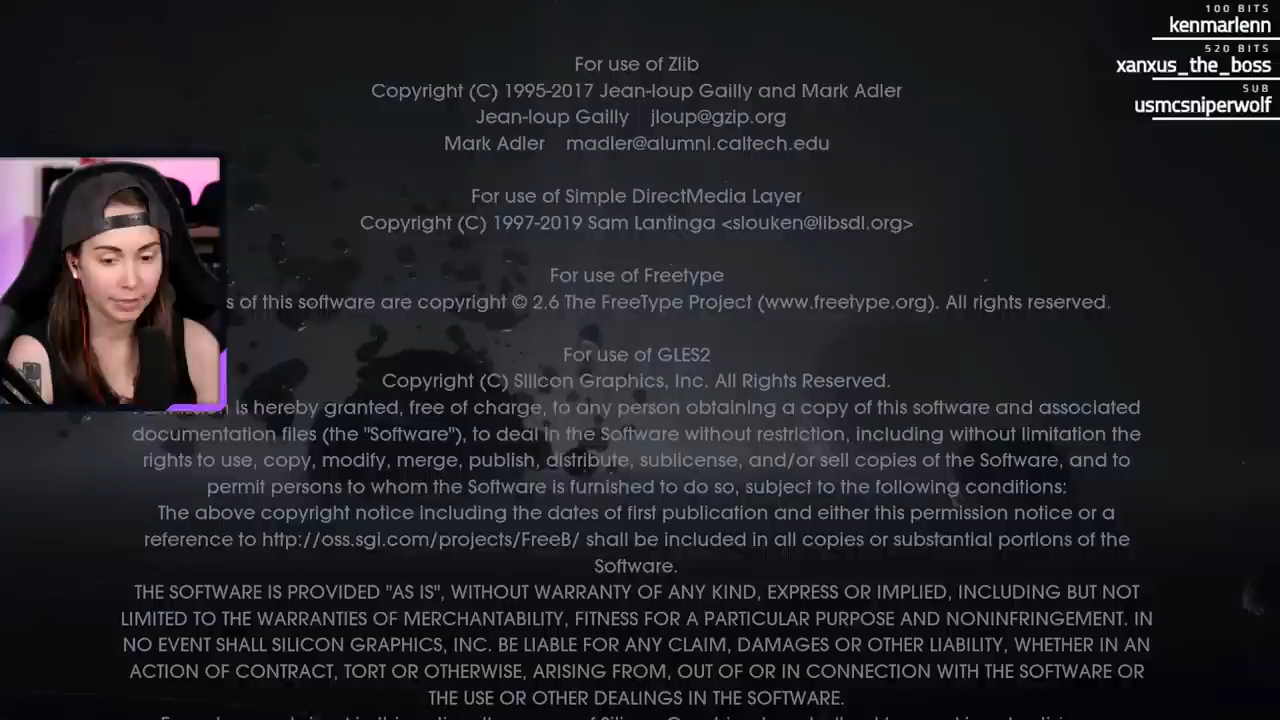 100 BITS
kenmarlenn
520 BITS
xanxus_the_boss
SUB
usmcsniperwolf
For use of Zlib
Copyright (C) 1995-2017 Jean-loup Gailly and Mark Adler
Jean-loup Gailly jloup@gzip.org
Mark Adler madler@alumni.caltech.edu
For use of Simple DirectMedia Layer
Copyright (C) 1997-2019 Sam Lantinga <slouken@libsdl.org>
For use of Freetype
s of this software are copyright © 2.6 The FreeType Project (www.freetype.org). All rights reserved.
For use of GLES2
Copyright (C) Silicon Graphics, Inc. All Rights Reserved.
is hereby granted, free of charge, to any person obtaining a copy of this software and associated
documentation files (the "Software"), to deal in the Software without restriction, including without limitation the
rights to use, copy, modify, merge, publish, distribute, sublicense, and/or sell copies of the Software, and to
permit persons to whom the Software is furnished to do so, subject to the following conditions:
The above copyright notice including the dates of first publication and either this permission notice or a
reference to http://oss.sgi.com/projects/FreeB/ shall be included in all copies or substantial portions of the
Software.
THE SOFTWARE IS PROVIDED "AS IS", WITHOUT WARRANTY OF ANY KIND, EXPRESS OR IMPLIED, INCLUDING BUT NOT
LIMITED TO THE WARRANTIES OF MERCHANTABILITY, FITNESS FOR A PARTICULAR PURPOSE AND NONINFRINGEMENT. IN
NO EVENT SHALL SILICON GRAPHICS, INC. BE LIABLE FOR ANY CLAIM, DAMAGES OR OTHER LIABILITY, WHETHER IN AN
ACTION OF CONTRACT, TORT OR OTHERWISE, ARISING FROM, OUT OF OR IN CONNECTION WITH THE SOFTWARE OR
THE USE OR OTHER DEALINGS IN THE SOFTWARE.